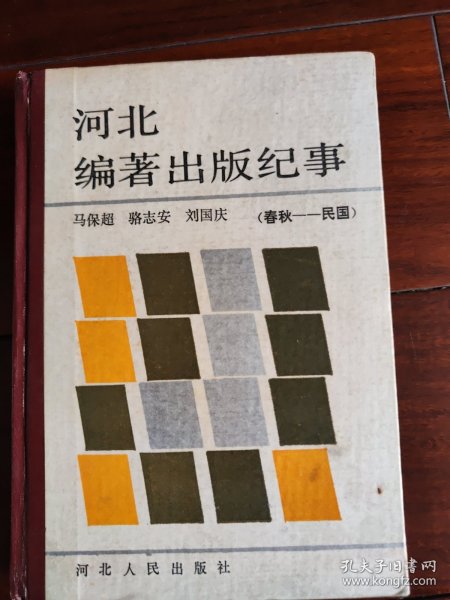 河北
编著出版纪事
马保超 骆志安 刘国庆 （春秋——民国）
河北人民出版社
孔夫子旧书网
www.kongfz.com